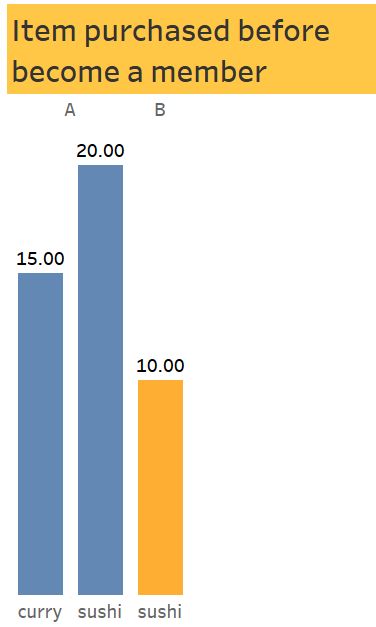 Item purchased before
become a member
A B
20.00
15.00
10.00
curry sushi sushi